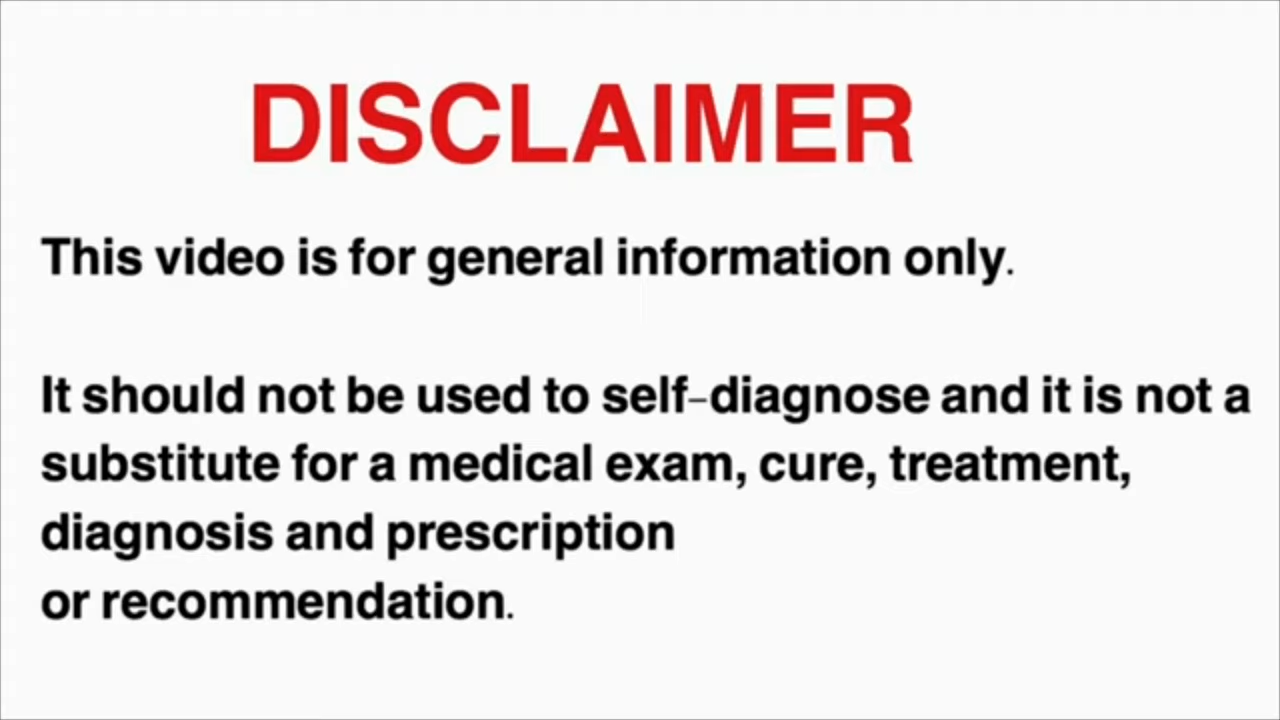 DISCLAIMER
This video is for general information only.
It should not be used to self-diagnose and it is not a
substitute for a medical exam, cure, treatment,
diagnosis and prescription
or recommendation.